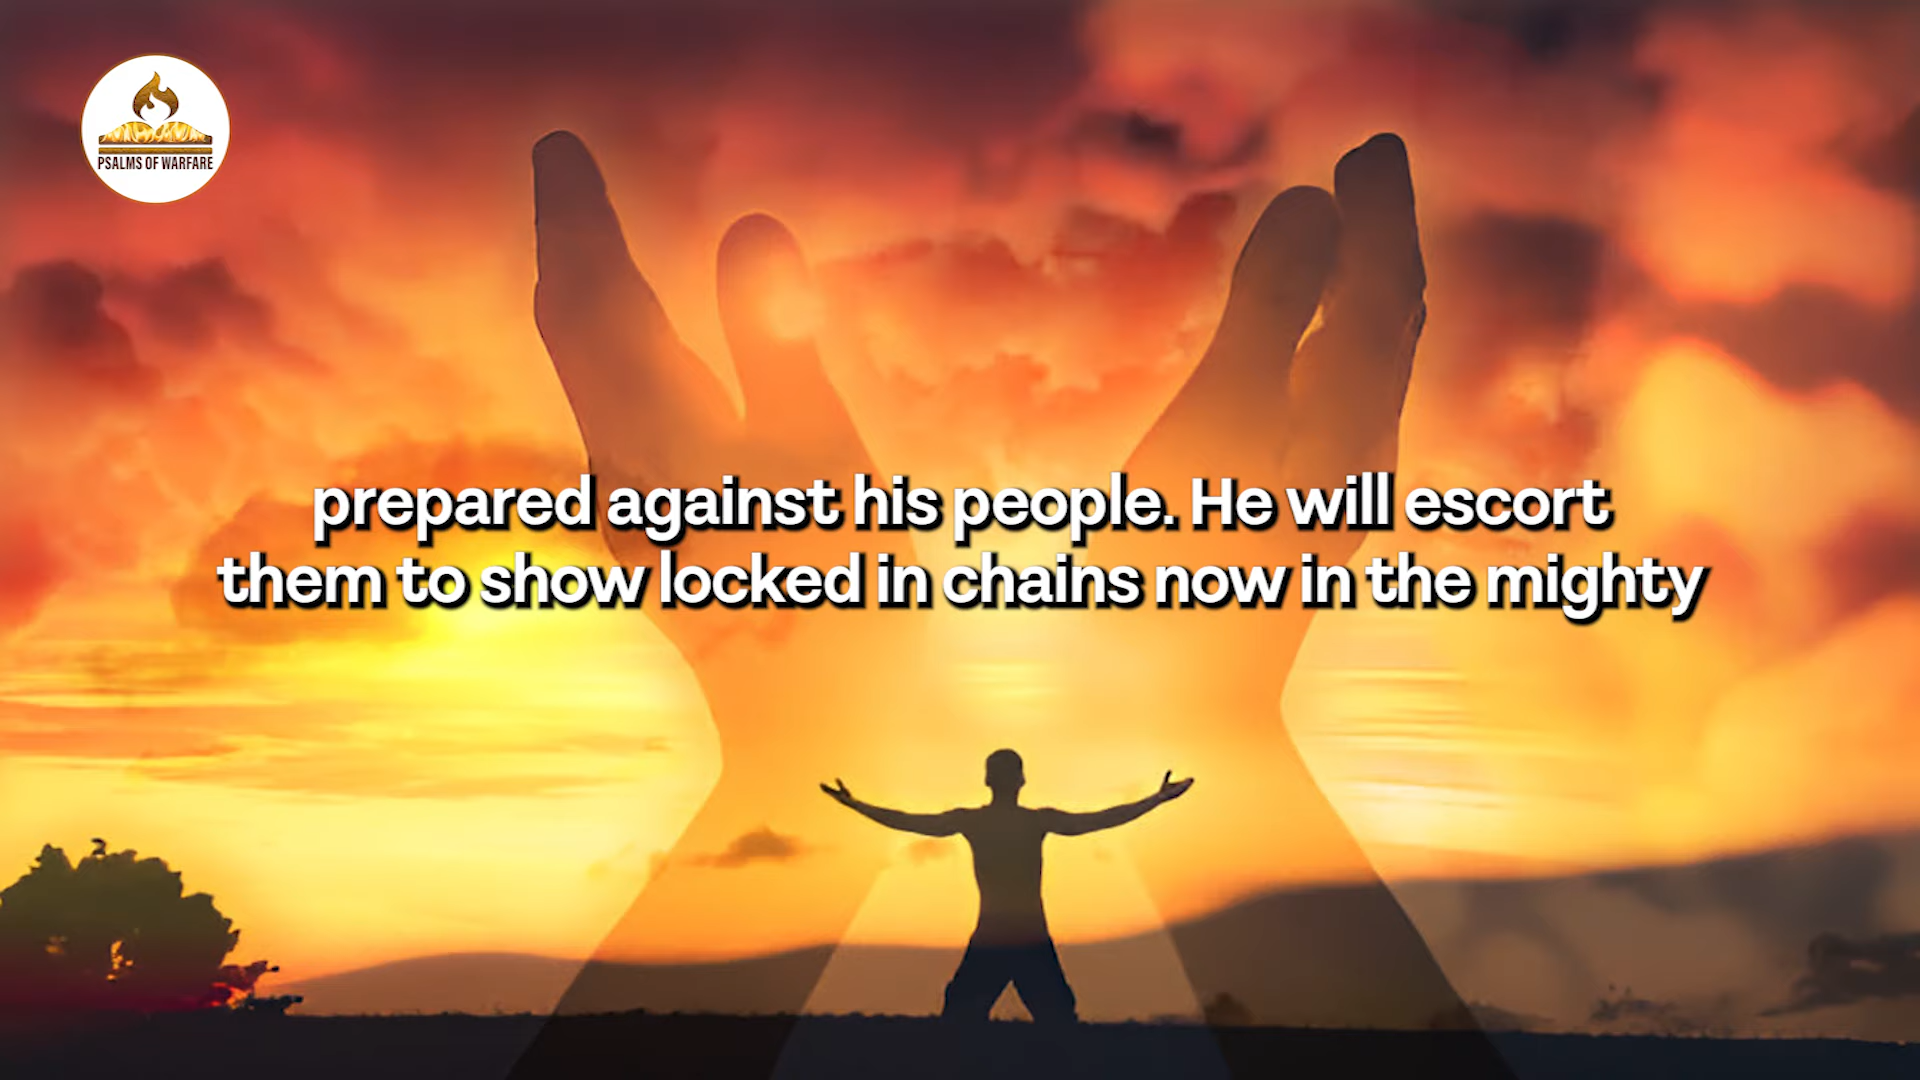 PSALMS OF WARFARE
prepared against his people. He will escort
them to show locked in chains now in the mighty